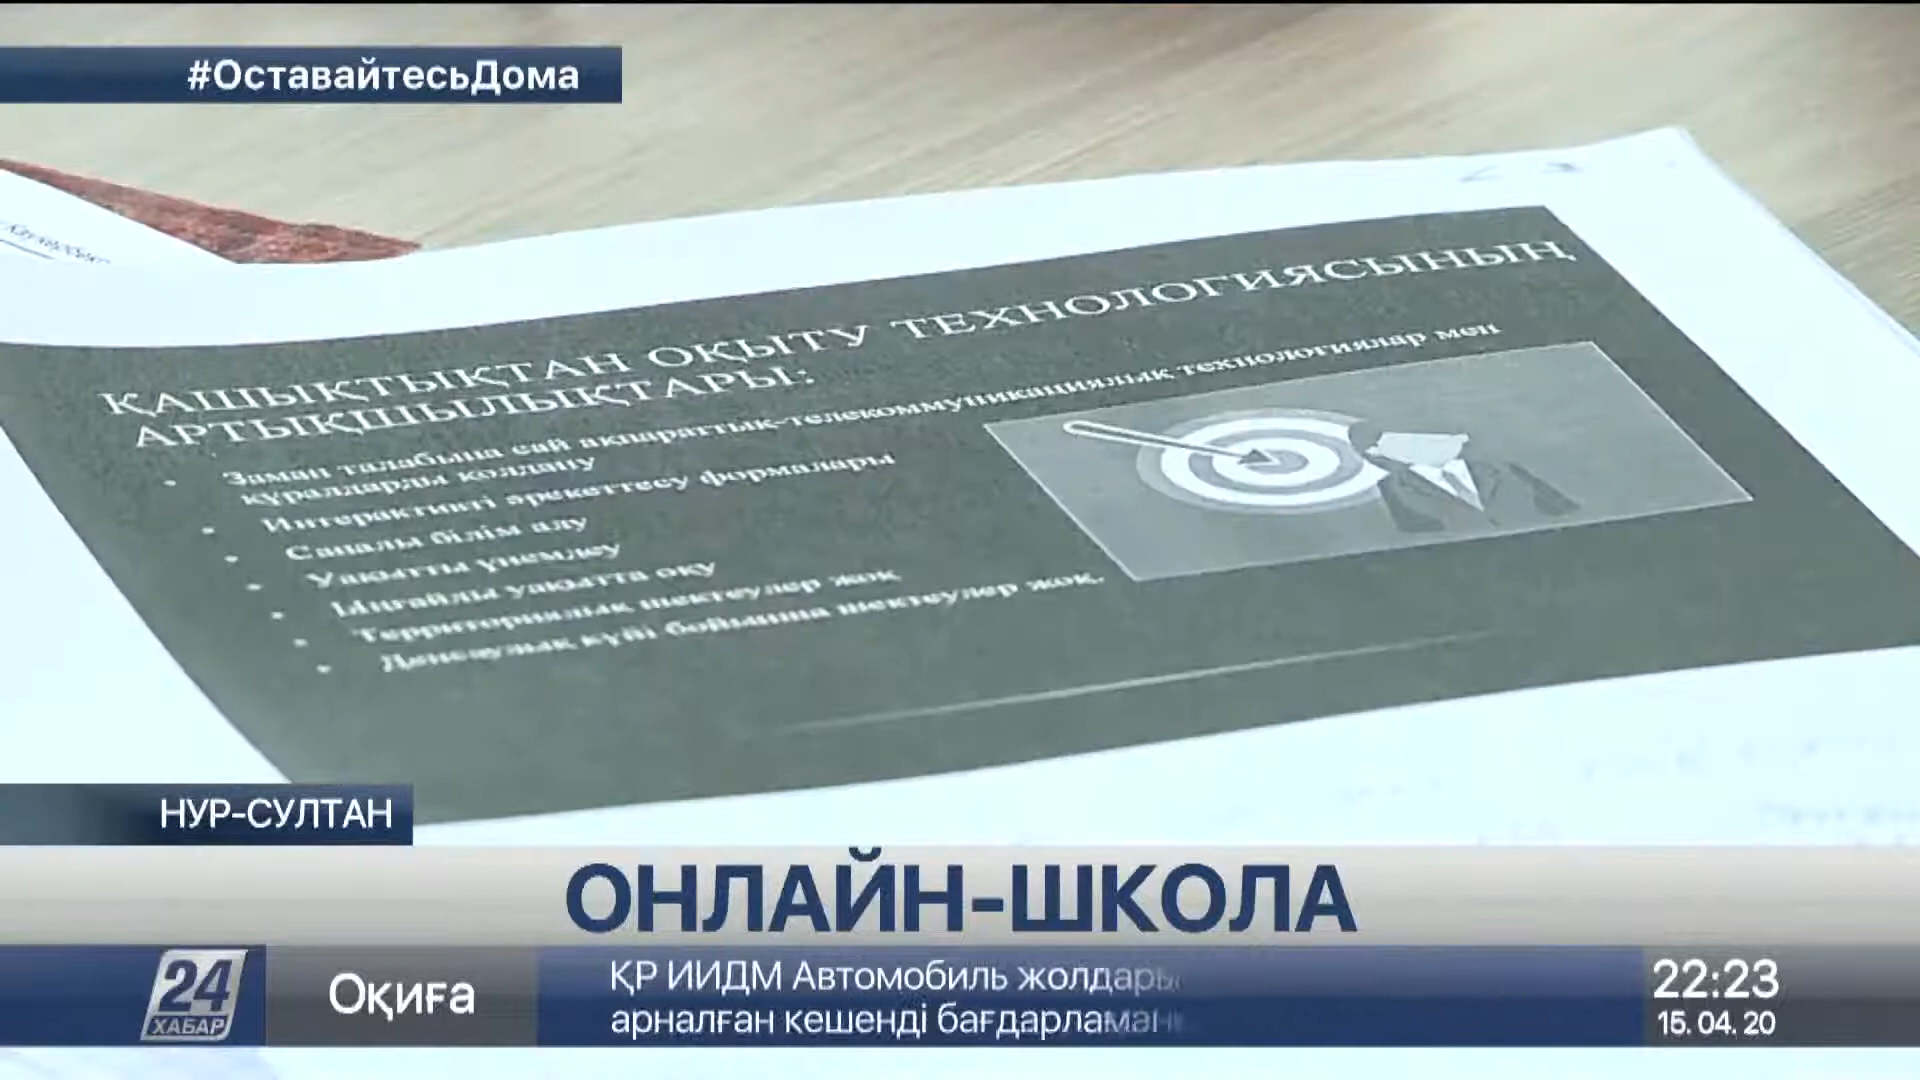 #ОставайтесьДома
ҚАШЫҚТЫҚТАН ОҚЫТУ ТЕХНОЛОГИЯСЫНЫҢ
АРТЫҚШЫЛЫҚТАРЫ:
• Заман талабына сай ақпараттық-телекоммуникациялық технологиялар мен
құралдарды қолдану
• Интерактивті әрекеттесу формалары
• Сапалы білім алу
• Уақытты үнемдеу
• Ыңғайлы уақытта оқу
• Территориялық шектеулер жоқ
• Денсаулық күйі бойынша шектеулер жоқ.
НУР-СУЛТАН
ОНЛАЙН-ШКОЛА
24
ХАБАР
Оқиға
ҚР ИИДМ Автомобиль жолдары
арналған кешенді бағдарлама
22:23
15. 04. 20